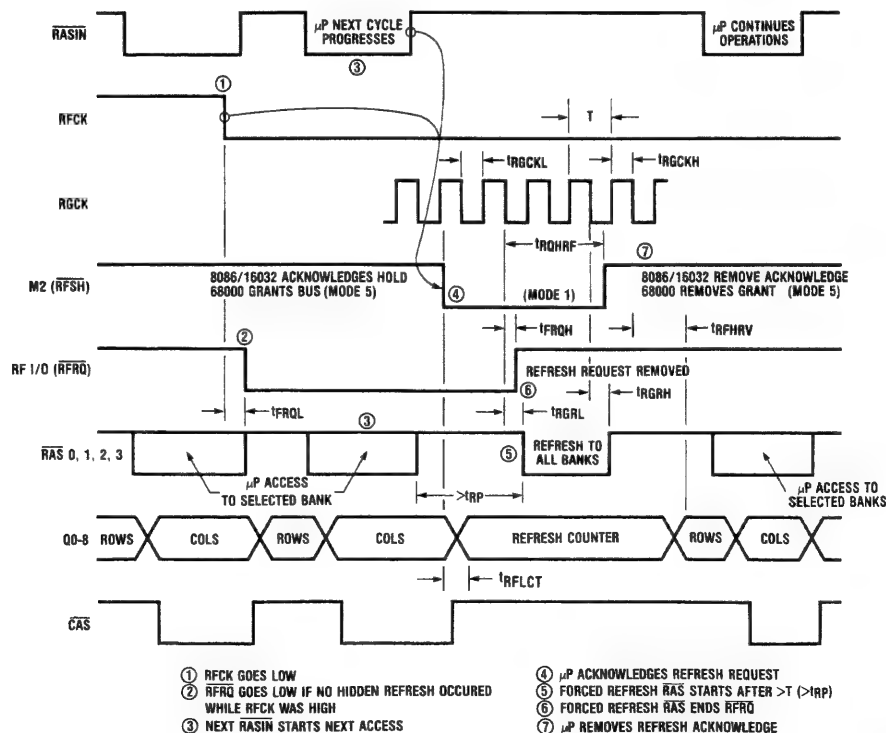 RASIN
μP NEXT CYCLE
PROGRESSES
③
μP CONTINUES
OPERATIONS
①
RFCK
T
tRGCKL
tRGCKH
RGCK
tRQHRF
⑦
M2 (RFSH)
8086/16032 ACKNOWLEDGES HOLD
68000 GRANTS BUS (MODE 5)
④
(MODE 1)
8086/16032 REMOVE ACKNOWLEDGE
68000 REMOVES GRANT (MODE 5)
②
tFRQH
tRFHRV
RF I/O (RFRQ)
REFRESH REQUEST REMOVED
⑥
tFRQL
③
tRGRL
tRGRH
RAS 0, 1, 2, 3
⑤
REFRESH TO
ALL BANKS
μP ACCESS
TO SELECTED BANK
>tRP
μP ACCESS TO
SELECTED BANKS
Q0-8
ROWS
COLS
ROWS
COLS
REFRESH COUNTER
ROWS
COLS
tRFLCT
CAS
① RFCK GOES LOW
② RFRQ GOES LOW IF NO HIDDEN REFRESH OCCURED
WHILE RFCK WAS HIGH
③ NEXT RASIN STARTS NEXT ACCESS
④ μP ACKNOWLEDGES REFRESH REQUEST
⑤ FORCED REFRESH RAS STARTS AFTER >T (>tRP)
⑥ FORCED REFRESH RAS ENDS RFRQ
⑦ μP REMOVES REFRESH ACKNOWLEDGE